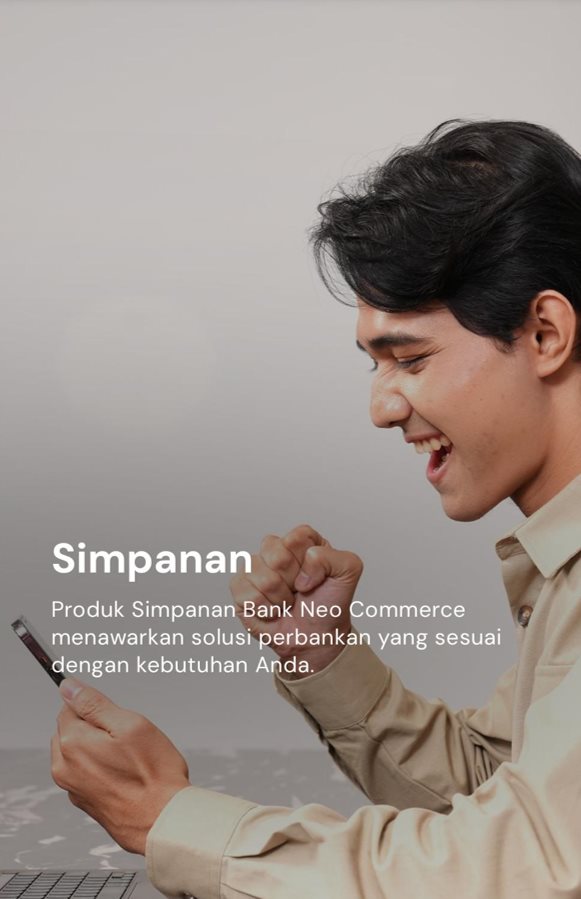 Simpanan
Produk Simpanan Bank Neo Commerce
menawarkan solusi perbankan yang sesuai
dengan kebutuhan Anda.